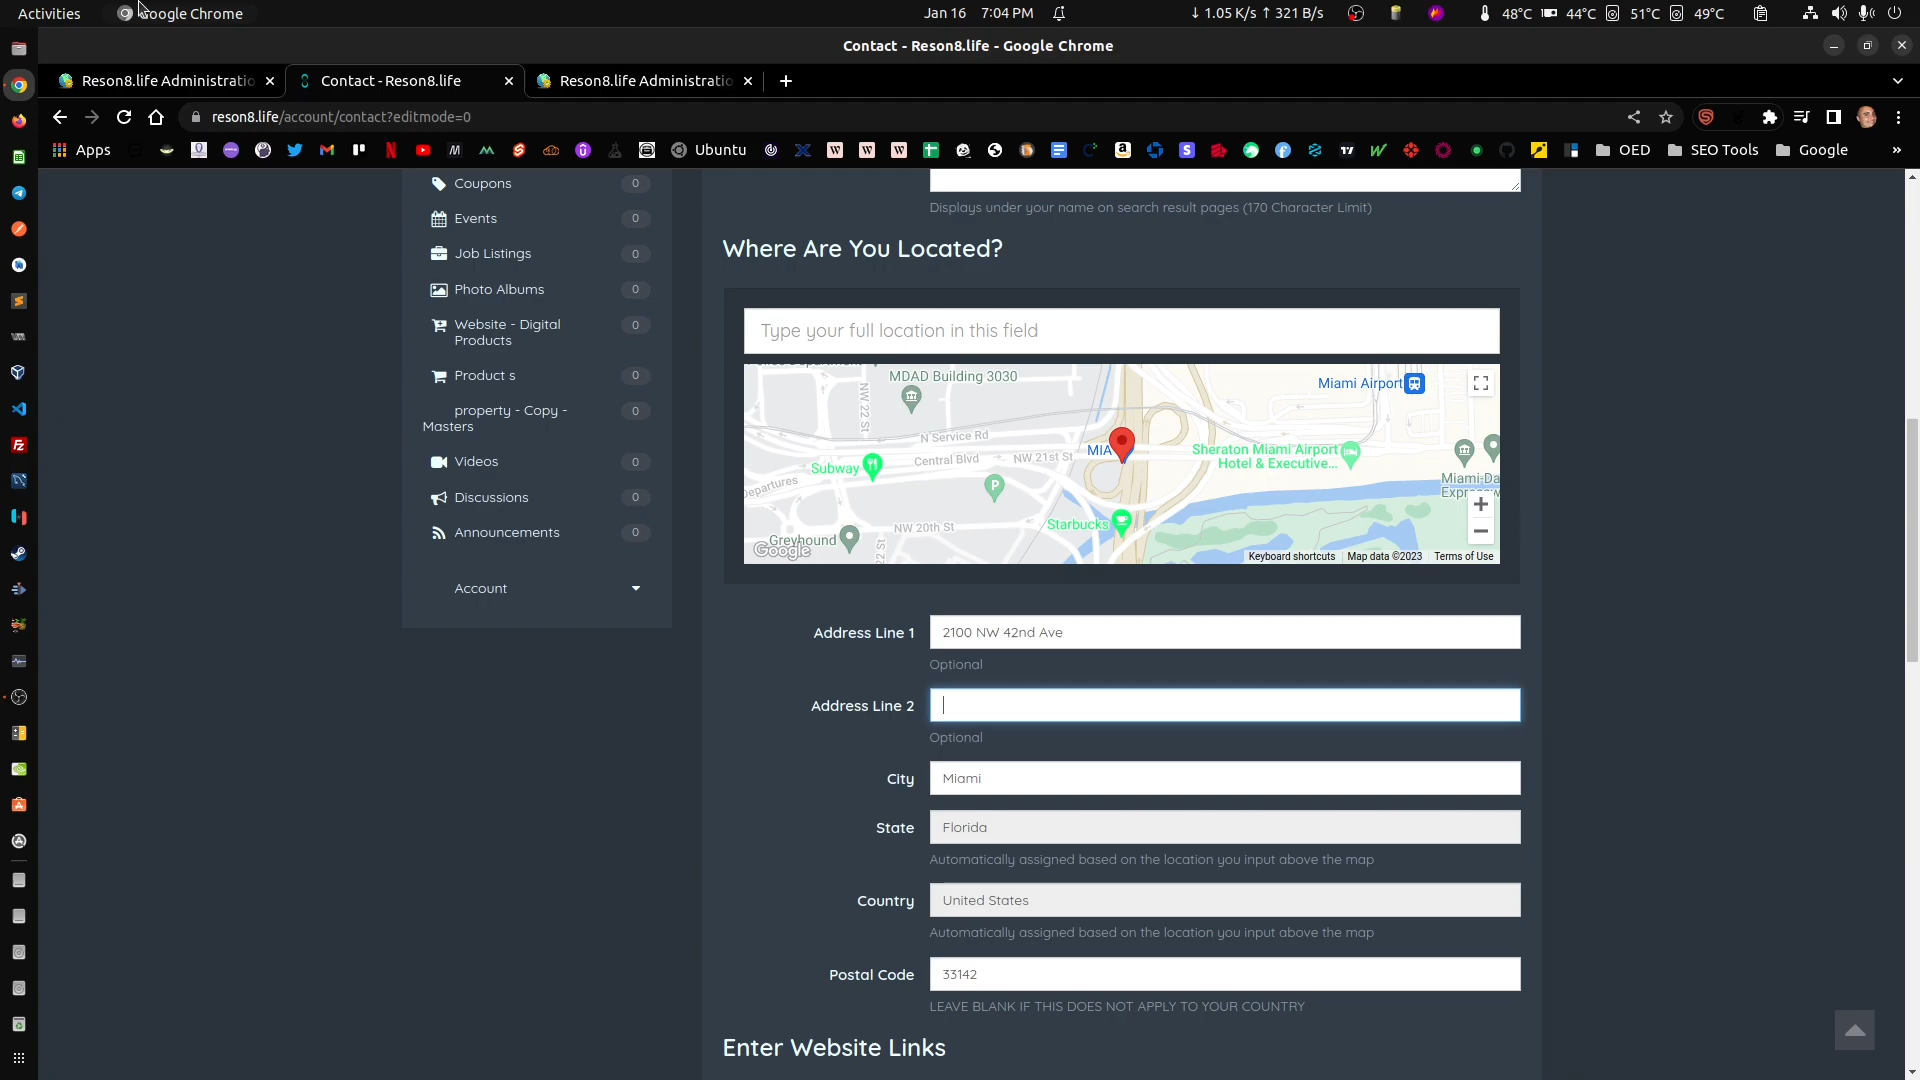 Activities
Google Chrome
Jan 16 7:04 PM
↓ 1.05 K/s ↑ 321 B/s
48°C
44°C
51°C
49°C
Contact - Reson8.life - Google Chrome
Reson8.life Administratio
Contact - Reson8.life
Reson8.life Administratio
reson8.life/account/contact?editmode=0
Apps
Ubuntu
OED
SEO Tools
Google
»
Coupons 0
Events 0
Job Listings 0
Photo Albums 0
Website - Digital 0
Products
Product s 0
property - Copy - 0
Masters
Videos 0
Discussions 0
Announcements 0
Account
Displays under your name on search result pages (170 Character Limit)
Where Are You Located?
Type your full location in this field
MDAD Building 3030
Miami Airport
NW 22 St
N Service Rd
MIA
Sheraton Miami Airport
Hotel & Executive...
Subway
Central Blvd
NW 21st St
Departures
P
Miami-Da
Expressw
Starbucks
NW 20th St
Greyhound
22 St
Google
Keyboard shortcuts
Map data ©2023
Terms of Use
Address Line 1
2100 NW 42nd Ave
Optional
Address Line 2
Optional
City
Miami
State
Florida
Automatically assigned based on the location you input above the map
Country
United States
Automatically assigned based on the location you input above the map
Postal Code
33142
LEAVE BLANK IF THIS DOES NOT APPLY TO YOUR COUNTRY
Enter Website Links